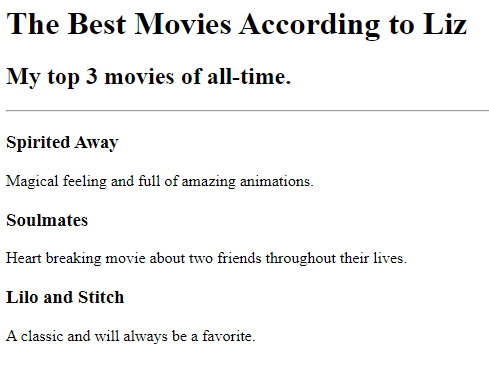 The Best Movies According to Liz
My top 3 movies of all-time.
Spirited Away
Magical feeling and full of amazing animations.
Soulmates
Heart breaking movie about two friends throughout their lives.
Lilo and Stitch
A classic and will always be a favorite.